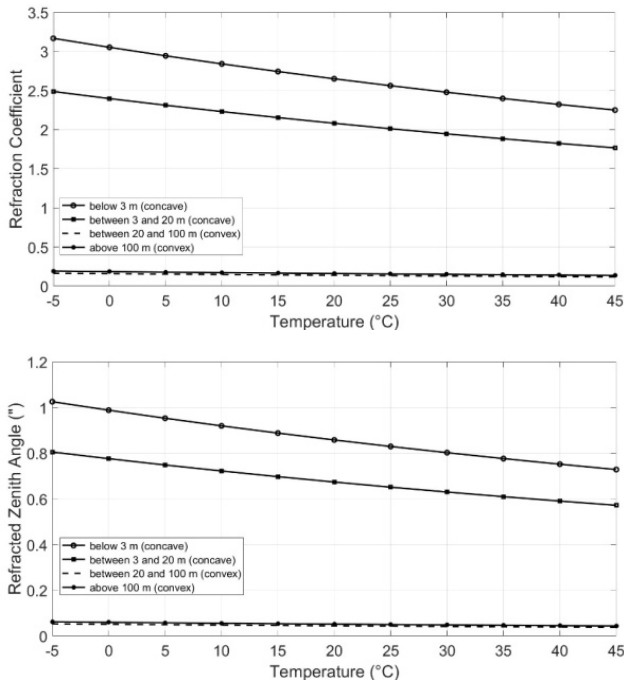 3.5
3
2.5
2
1.5
1
0.5
0
Refraction Coefficient
below 3 m (concave)
between 3 and 20 m (concave)
between 20 and 100 m (convex)
above 100 m (convex)
-5 0 5 10 15 20 25 30 35 40 45
Temperature (°C)
1.2
1
0.8
0.6
0.4
0.2
0
Refracted Zenith Angle (")
below 3 m (concave)
between 3 and 20 m (concave)
between 20 and 100 m (convex)
above 100 m (convex)
-5 0 5 10 15 20 25 30 35 40 45
Temperature (°C)